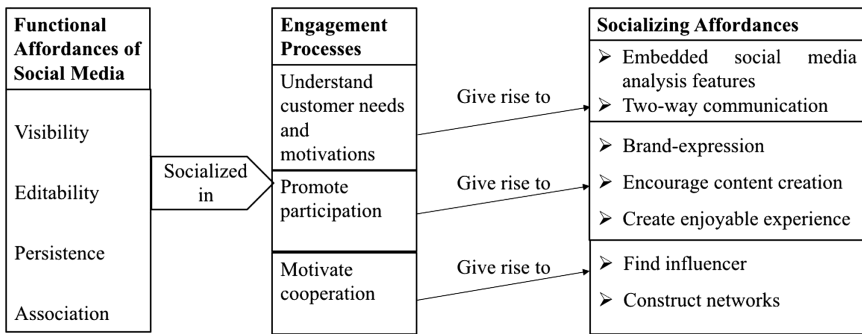 Functional
Affordances of
Social Media
Visibility
Editability
Persistence
Association
Socialized
in
Engagement
Processes
Understand
customer needs
and
motivations
Promote
participation
Motivate
cooperation
Give rise to
Give rise to
Give rise to
Socializing Affordances
➢ Embedded social media
analysis features
➢ Two-way communication
➢ Brand-expression
➢ Encourage content creation
➢ Create enjoyable experience
➢ Find influencer
➢ Construct networks